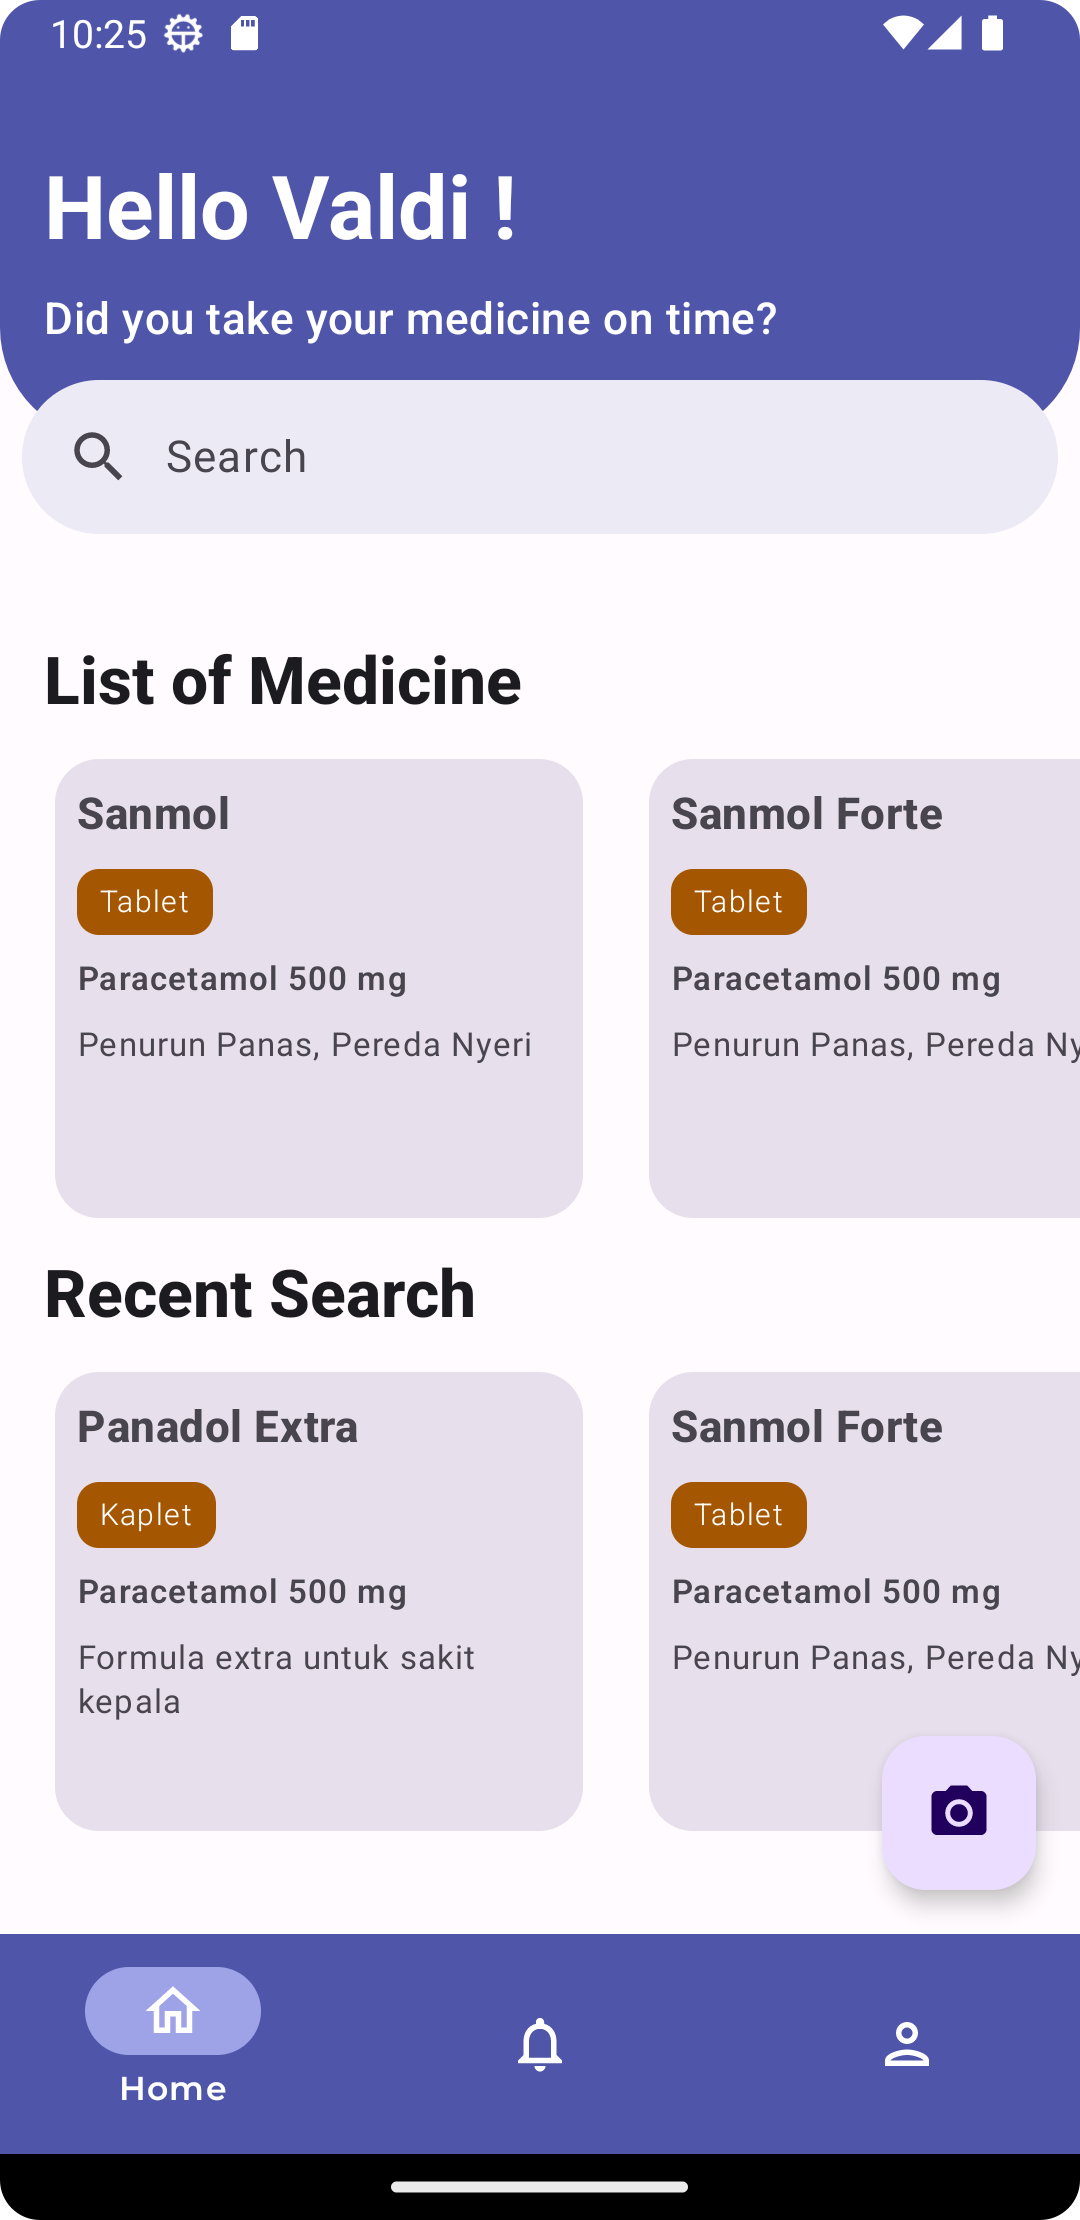 10:25
Hello Valdi !
Did you take your medicine on time?
Search
List of Medicine
Sanmol
Tablet
Paracetamol 500 mg
Penurun Panas, Pereda Nyeri
Sanmol Forte
Tablet
Paracetamol 500 mg
Penurun Panas, Pereda Ny
Recent Search
Panadol Extra
Kaplet
Paracetamol 500 mg
Formula extra untuk sakit
kepala
Sanmol Forte
Tablet
Paracetamol 500 mg
Penurun Panas, Pereda Ny
Home